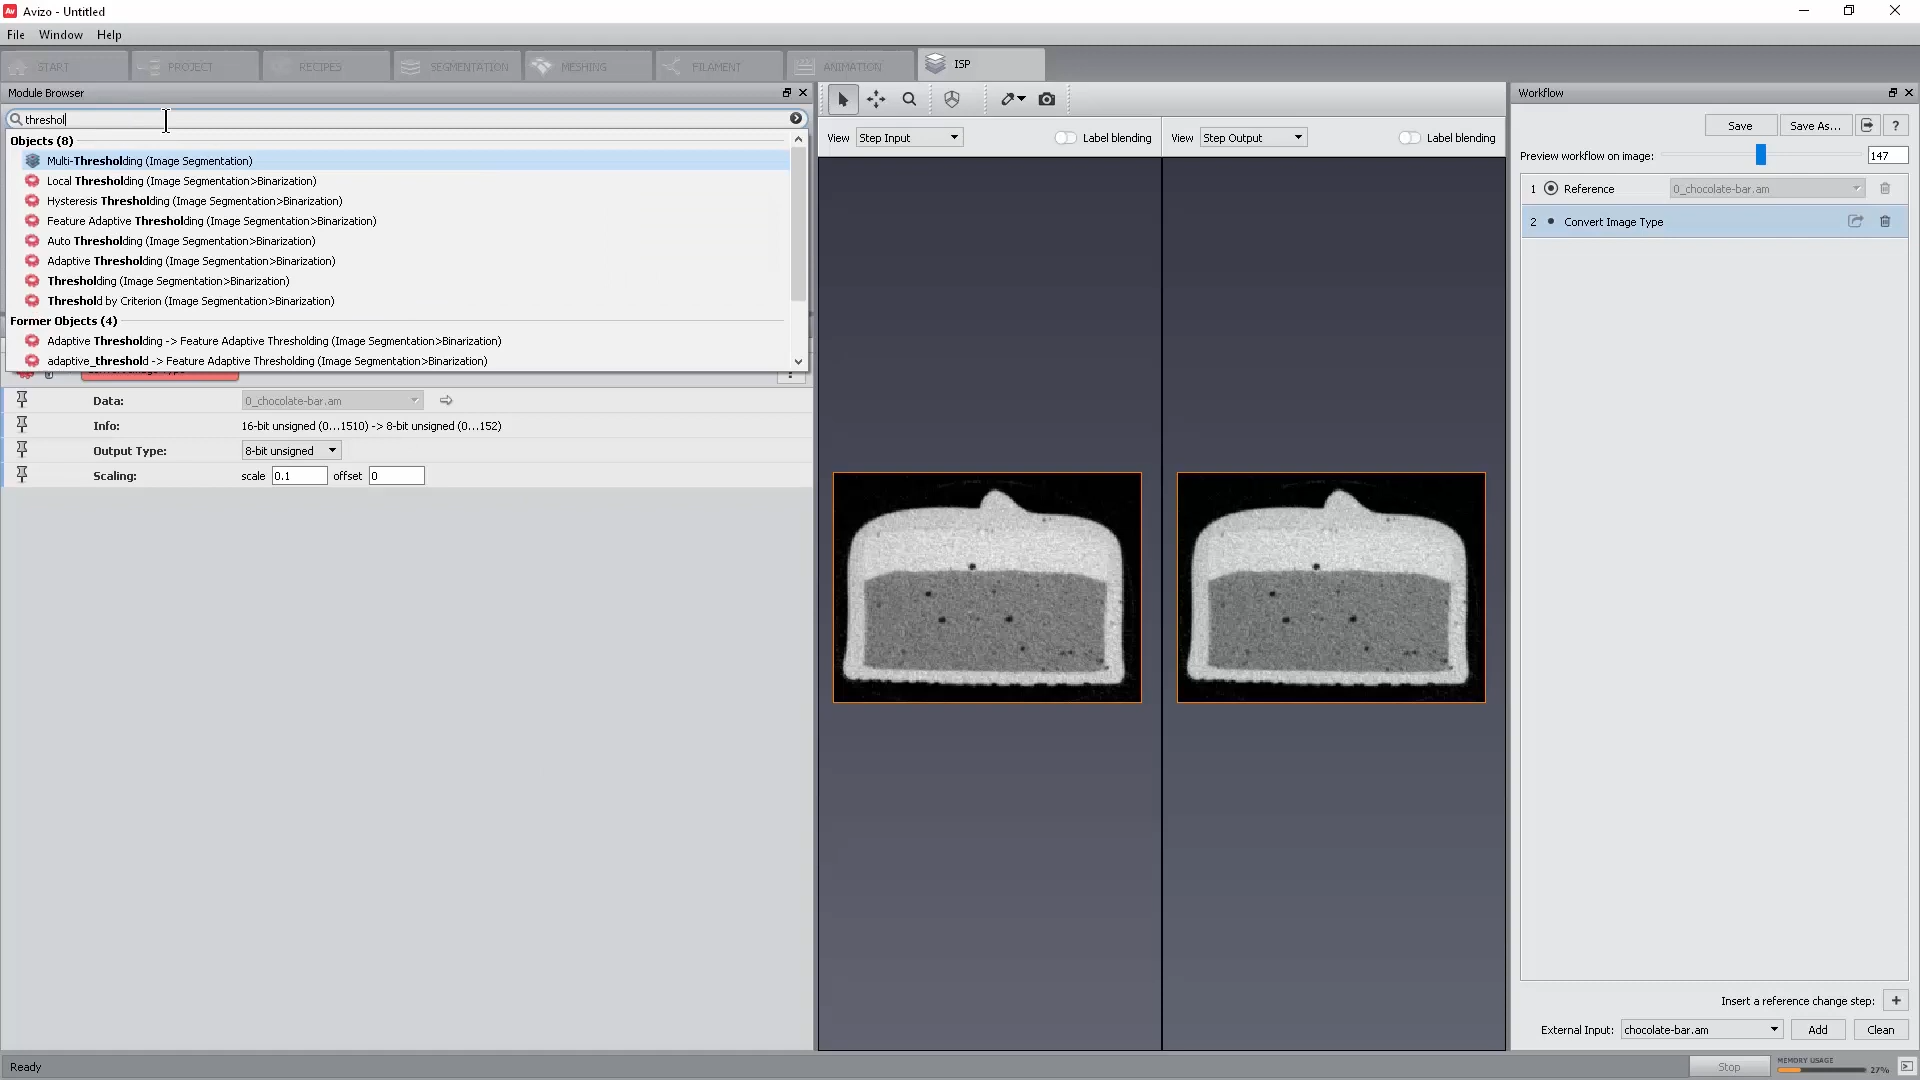 Avizo - Untitled
File Window Help
START PROJECT RECIPES SEGMENTATION MESHING FILAMENT ANIMATION ISP
Module Browser
threshol
Objects (8)
Multi-Thresholding (Image Segmentation)
Local Thresholding (Image Segmentation>Binarization)
Hysteresis Thresholding (Image Segmentation>Binarization)
Feature Adaptive Thresholding (Image Segmentation>Binarization)
Auto Thresholding (Image Segmentation>Binarization)
Adaptive Thresholding (Image Segmentation>Binarization)
Thresholding (Image Segmentation>Binarization)
Threshold by Criterion (Image Segmentation>Binarization)
Former Objects (4)
Adaptive Thresholding -> Feature Adaptive Thresholding (Image Segmentation>Binarization)
adaptive_threshold -> Feature Adaptive Thresholding (Image Segmentation>Binarization)
Data: 0_chocolate-bar.am
Info: 16-bit unsigned (0...1510) -> 8-bit unsigned (0...152)
Output Type: 8-bit unsigned
Scaling: scale 0.1 offset 0
View Step Input Label blending
View Step Output Label blending
Workflow
Save Save As... ?
Preview workflow on image: 147
1 Reference 0_chocolate-bar.am
2 Convert Image Type
Insert a reference change step: +
External Input: chocolate-bar.am Add Clean
Ready
Stop MEMORY USAGE 27%